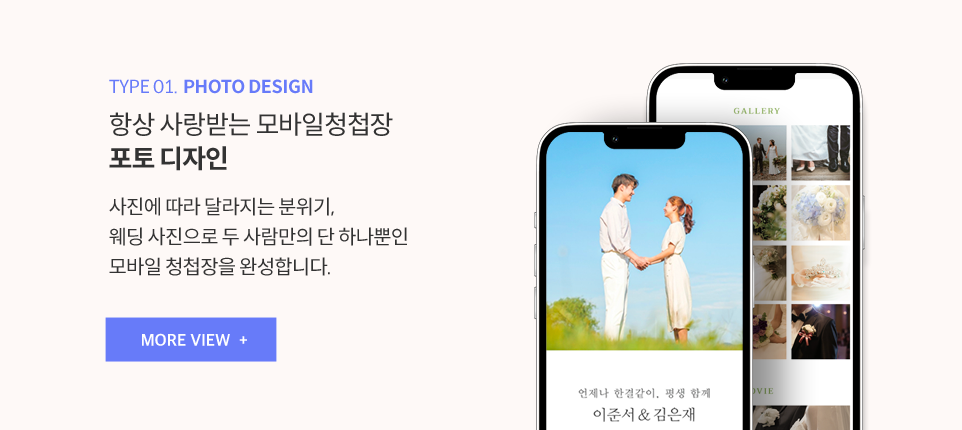 TYPE 01. PHOTO DESIGN
항상 사랑받는 모바일청첩장
포토 디자인
사진에 따라 달라지는 분위기,
웨딩 사진으로 두 사람만의 단 하나뿐인
모바일 청첩장을 완성합니다.
MORE VIEW +
GALLERY
언제나 한결같이, 평생 함께
이준서 & 김은재